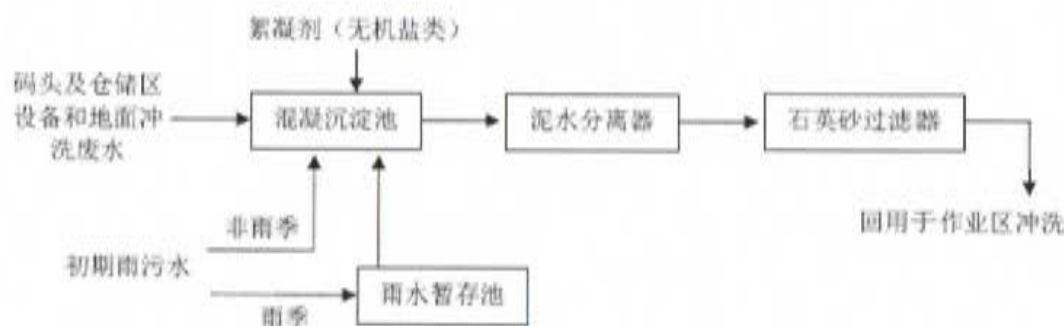 絮凝剂（无机盐类）
码头及仓储区
设备和地面冲
洗废水
混凝沉淀池
泥水分离器
石英砂过滤器
回用于作业区冲洗
非雨季
初期雨污水
雨水暂存池
雨季